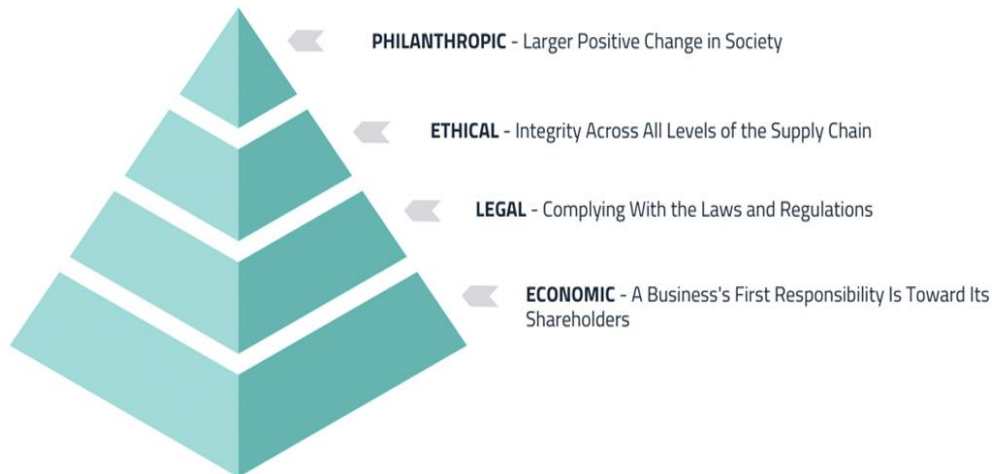 PHILANTHROPIC - Larger Positive Change in Society
ETHICAL - Integrity Across All Levels of the Supply Chain
LEGAL - Complying With the Laws and Regulations
ECONOMIC - A Business's First Responsibility Is Toward Its
Shareholders